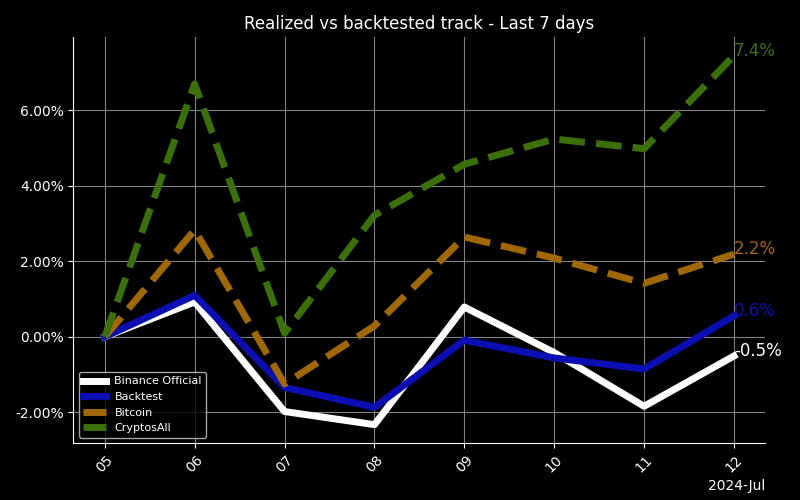 Realized vs backtested track - Last 7 days
7.4%
6.00%
4.00%
2.00%
0.00%
-2.00%
2.2%
0.6%
-0.5%
Binance Official
Backtest
Bitcoin
CryptosAll
05 06 07 08 09 10 11 12
2024-Jul